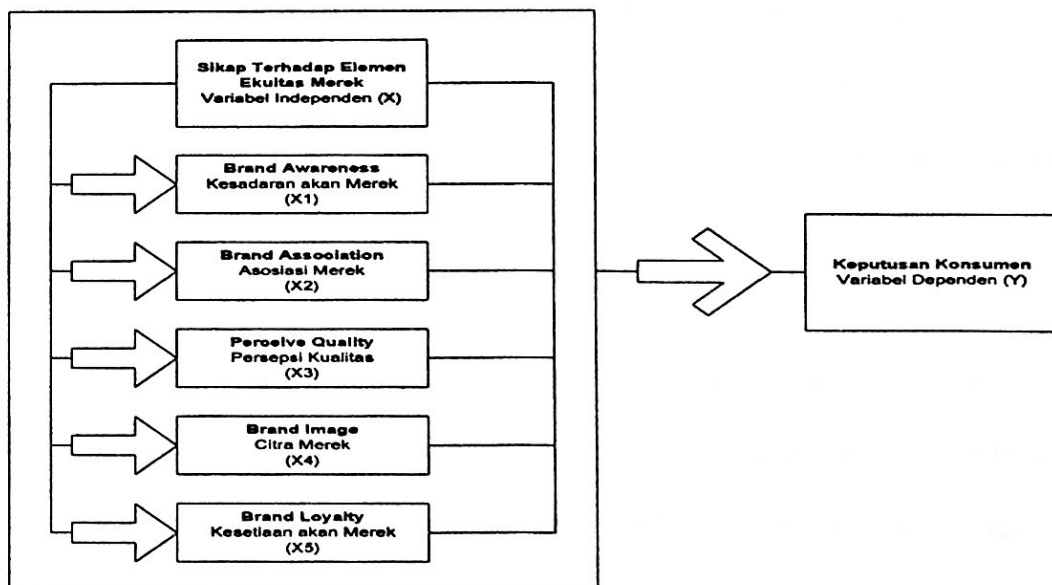 Sikap Terhadap Elemen
Ekuitas Merek
Variabel Independen (X)
Brand Awareness
Kesadaran akan Merek
(X1)
Brand Association
Asosiasi Merek
(X2)
Perceive Quality
Persepsi Kualitas
(X3)
Brand Image
Citra Merek
(X4)
Brand Loyalty
Kesetiaan akan Merek
(X5)
Keputusan Konsumen
Variabel Dependen (Y)